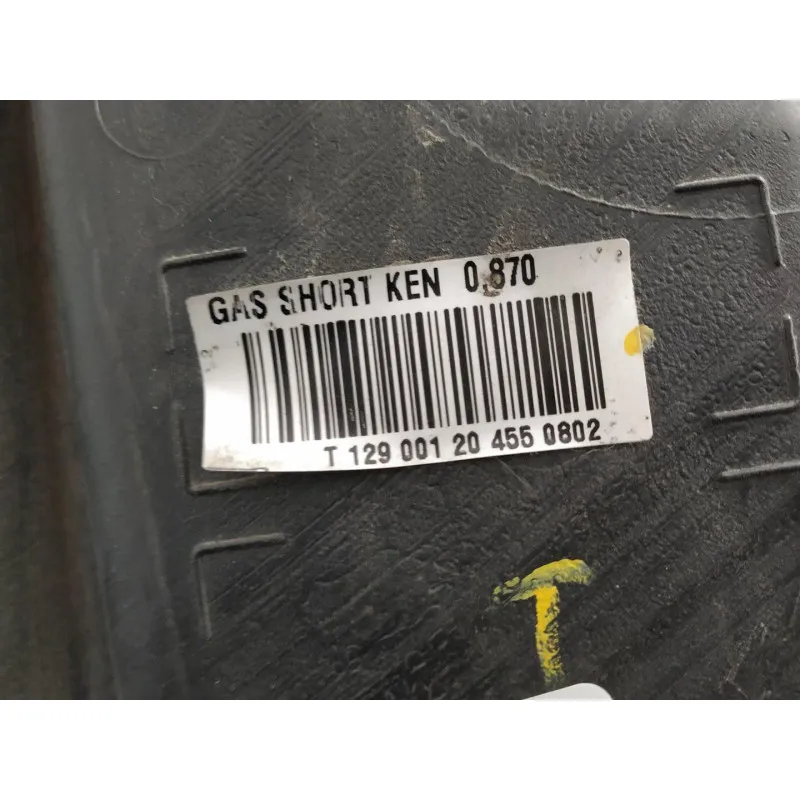 GAS SHORT KEN 0.870
T 129 001 20 455 0802
T